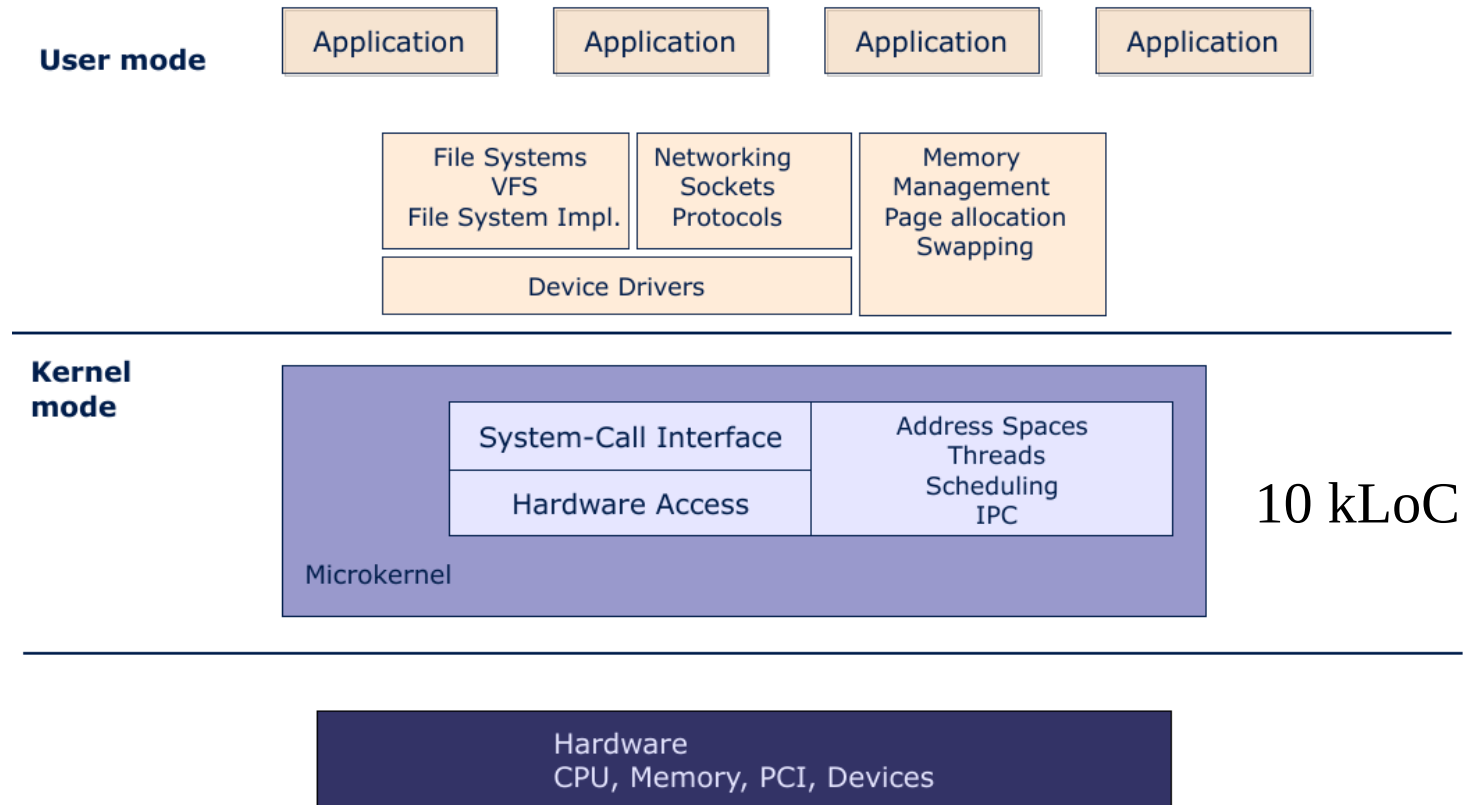 User mode
Application
Application
Application
Application
File Systems
VFS
File System Impl.
Networking
Sockets
Protocols
Memory
Management
Page allocation
Swapping
Device Drivers
Kernel
mode
System-Call Interface
Hardware Access
Address Spaces
Threads
Scheduling
IPC
10 kLoC
Microkernel
Hardware
CPU, Memory, PCI, Devices